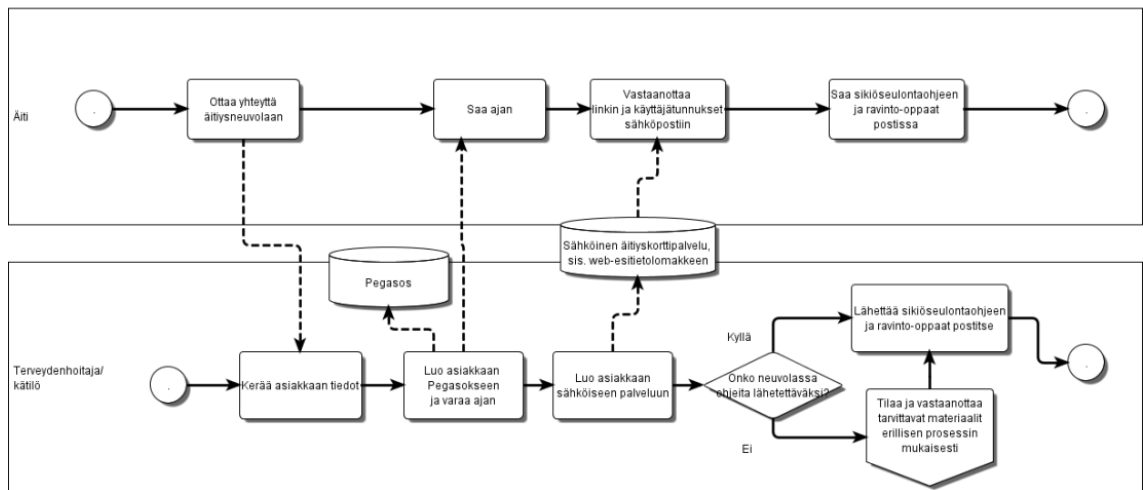 Äiti
.
Ottaa yhteyttä
äitiysneuvolaan
Saa ajan
Vastaanottaa
linkin ja käyttäjätunnukset
sähköpostiin
Saa sikiöseulontaohjeen
ja ravinto-oppaat
postissa
.
Pegasos
Sähköinen äitiyskorttipalvelu,
sis. web-esitietolomakkeen
Terveydenhoitaja/
kätilö
.
Kerää asiakkaan tiedot
Luo asiakkaan
Pegasokseen
ja varaa ajan
Luo asiakkaan
sähköiseen palveluun
Onko neuvolassa
ohjeita lähetettäväksi?
Kyllä
Ei
Lähettää sikiöseulontaohjeen
ja ravinto-oppaat postitse
Tilaa ja vastaanottaa
tarvittavat materiaalit
erillisen prosessin
mukaisesti
.